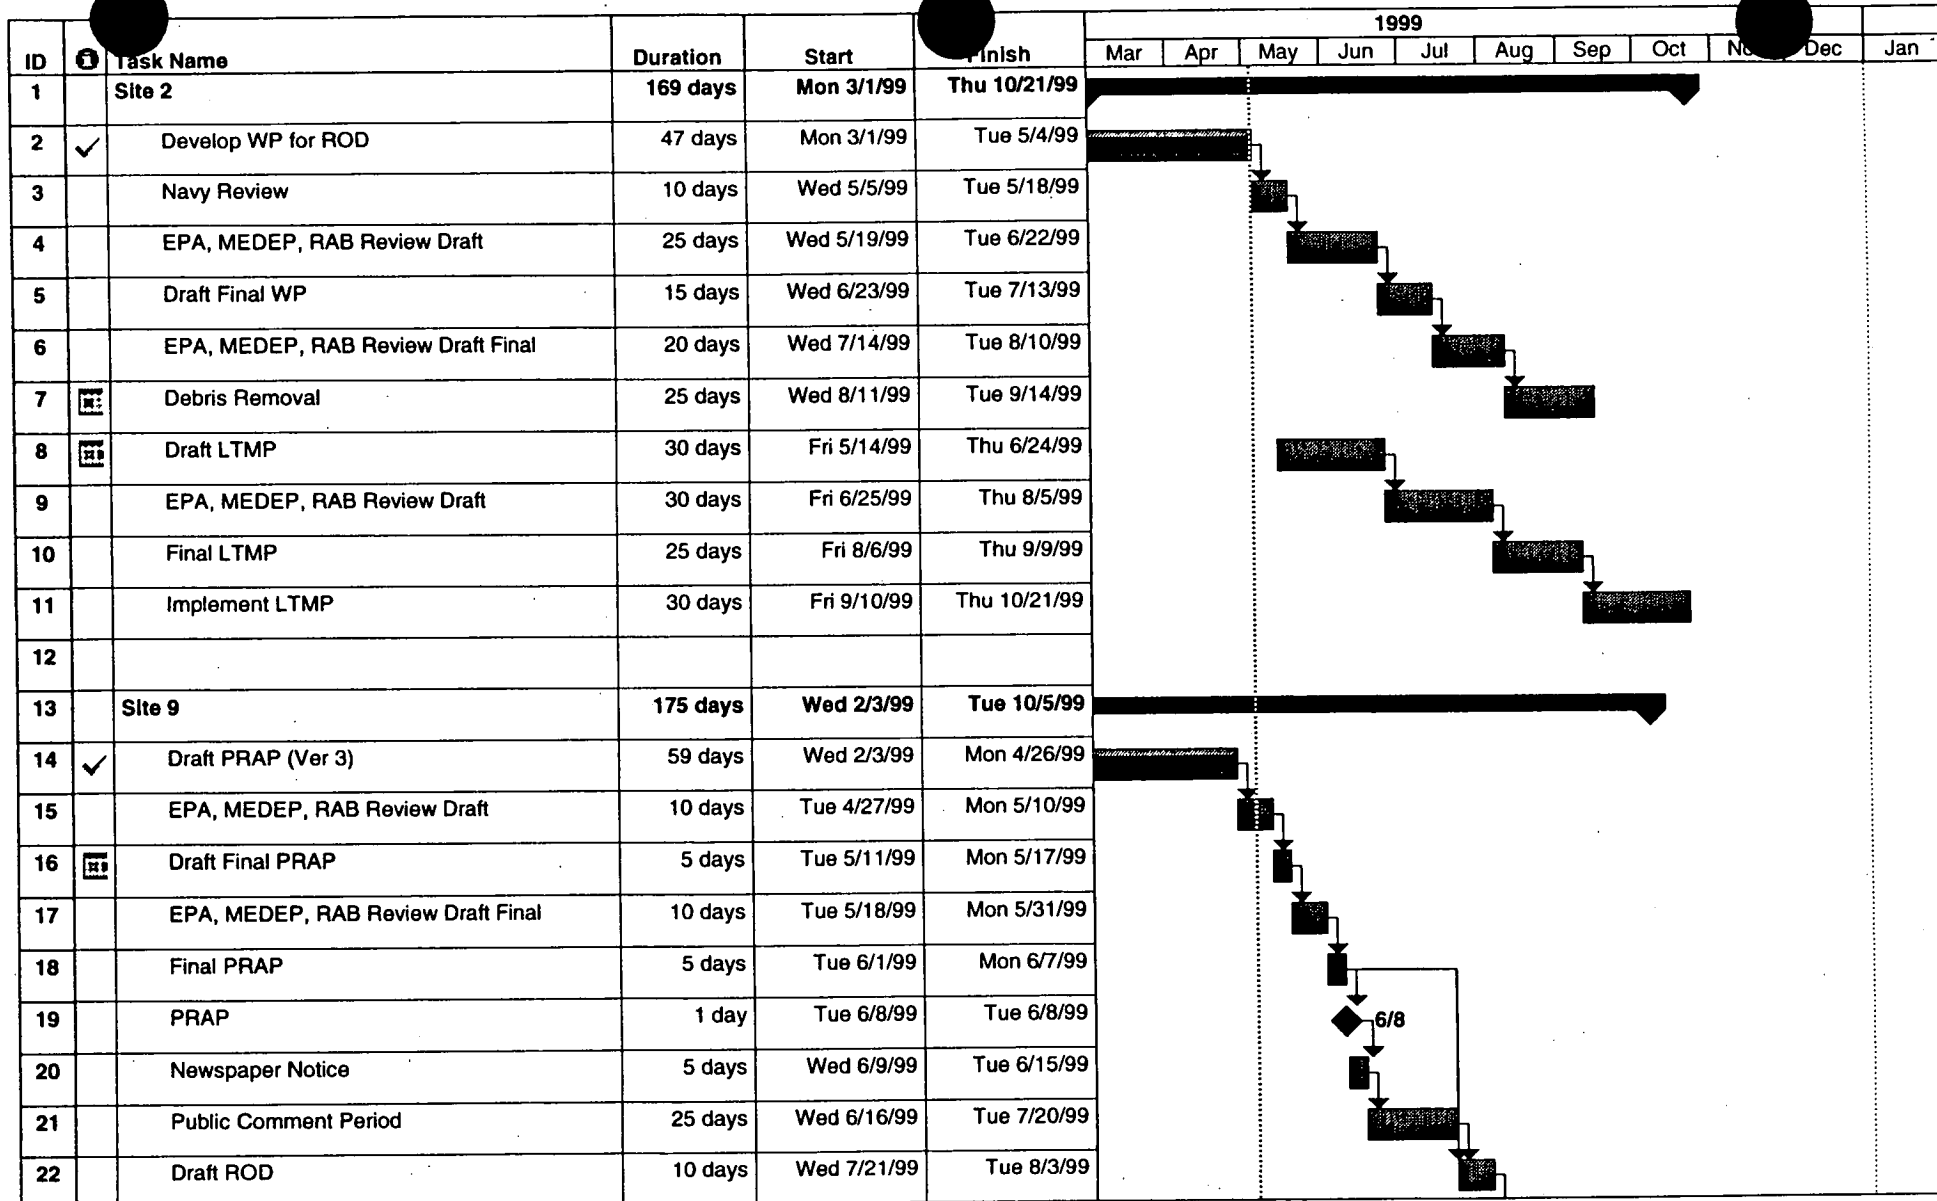 1999
ID Task Name Duration Start Finish Mar Apr May Jun Jul Aug Sep Oct Dec Jan
1 Site 2 169 days Mon 3/1/99 Thu 10/21/99
2 Develop WP for ROD 47 days Mon 3/1/99 Tue 5/4/99
3 Navy Review 10 days Wed 5/5/99 Tue 5/18/99
4 EPA, MEDEP, RAB Review Draft 25 days Wed 5/19/99 Tue 6/22/99
5 Draft Final WP 15 days Wed 6/23/99 Tue 7/13/99
6 EPA, MEDEP, RAB Review Draft Final 20 days Wed 7/14/99 Tue 8/10/99
7 Debris Removal 25 days Wed 8/11/99 Tue 9/14/99
8 Draft LTMP 30 days Fri 5/14/99 Thu 6/24/99
9 EPA, MEDEP, RAB Review Draft 30 days Fri 6/25/99 Thu 8/5/99
10 Final LTMP 25 days Fri 8/6/99 Thu 9/9/99
11 Implement LTMP 30 days Fri 9/10/99 Thu 10/21/99
12
13 Site 9 175 days Wed 2/3/99 Tue 10/5/99
14 Draft PRAP (Ver 3) 59 days Wed 2/3/99 Mon 4/26/99
15 EPA, MEDEP, RAB Review Draft 10 days Tue 4/27/99 Mon 5/10/99
16 Draft Final PRAP 5 days Tue 5/11/99 Mon 5/17/99
17 EPA, MEDEP, RAB Review Draft Final 10 days Tue 5/18/99 Mon 5/31/99
18 Final PRAP 5 days Tue 6/1/99 Mon 6/7/99
19 PRAP 1 day Tue 6/8/99 Tue 6/8/99 6/8
20 Newspaper Notice 5 days Wed 6/9/99 Tue 6/15/99
21 Public Comment Period 25 days Wed 6/16/99 Tue 7/20/99
22 Draft ROD 10 days Wed 7/21/99 Tue 8/3/99